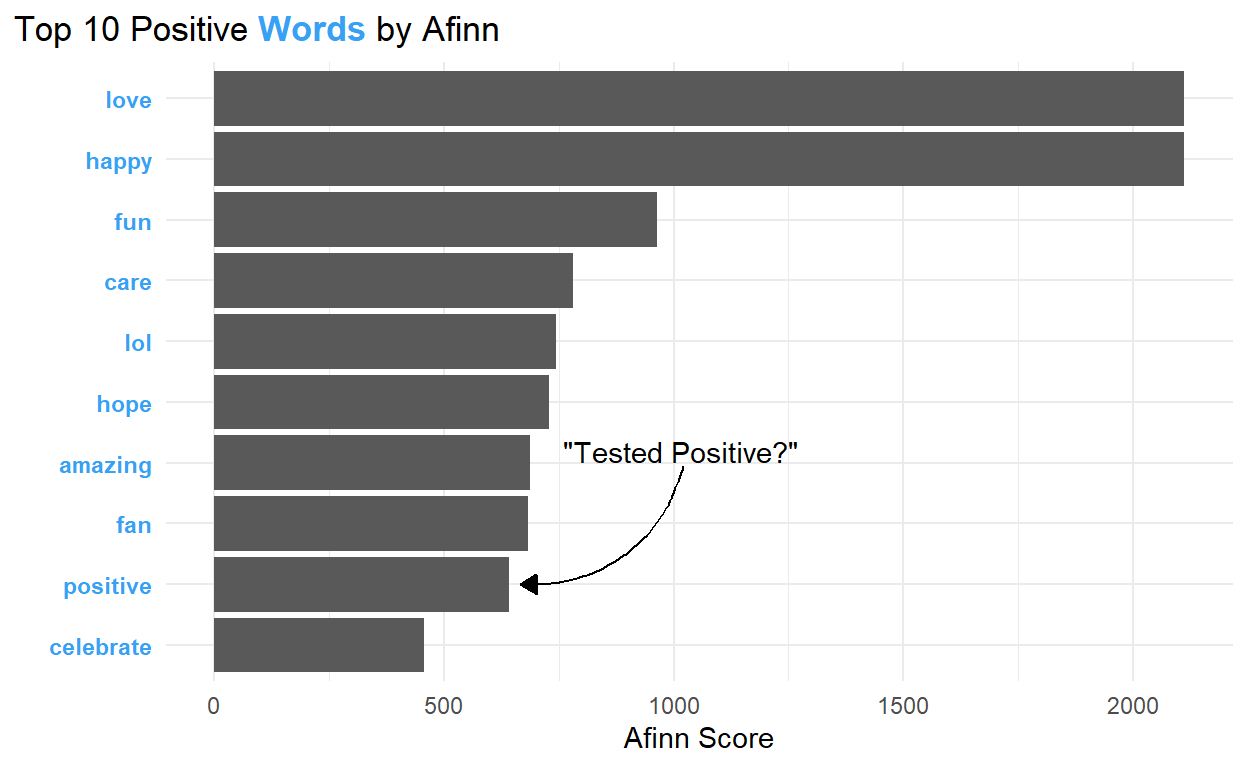 Top 10 Positive Words by Afinn
love
happy
fun
care
lol
hope
amazing
"Tested Positive?"
fan
positive
celebrate
0 500 1000 1500 2000
Afinn Score